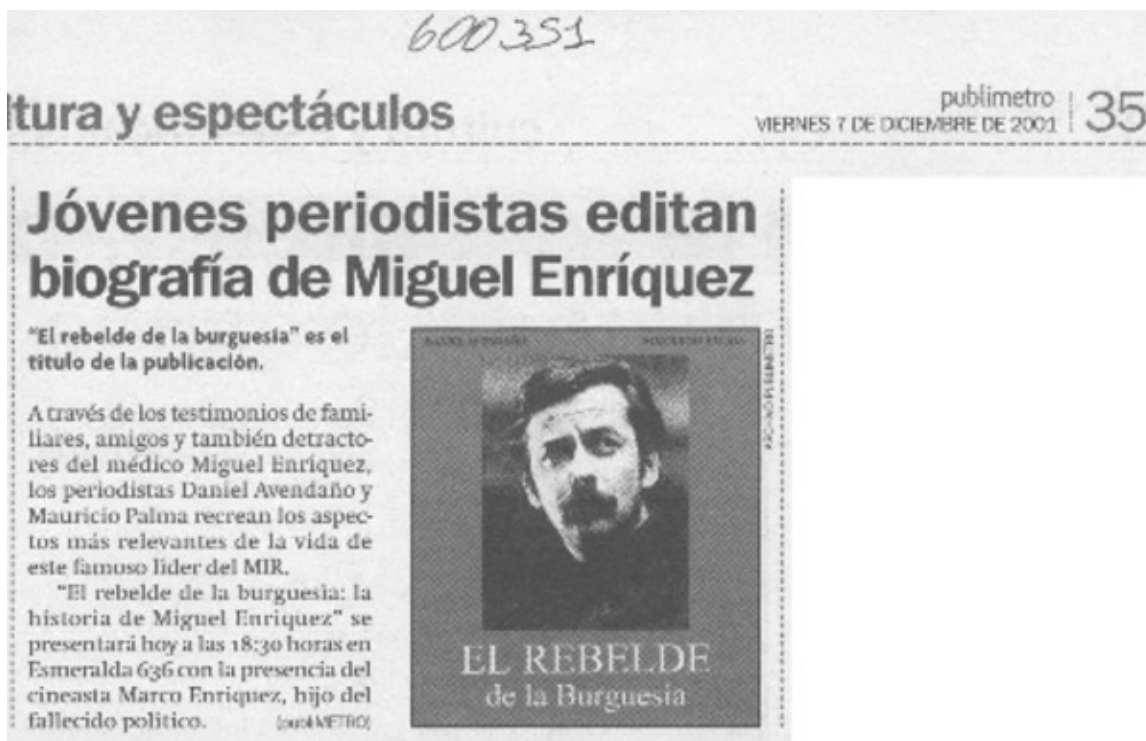 600351
ltura y espectáculos
publimetro
VIERNES 7 DE DICIEMBRE DE 2001
35
Jóvenes periodistas editan
biografía de Miguel Enríquez
"El rebelde de la burguesía" es el
título de la publicación.
A través de los testimonios de fami-
liares, amigos y también detracto-
res del médico Miguel Enríquez,
los periodistas Daniel Avendaño y
Mauricio Palma recrean los aspec-
tos más relevantes de la vida de
este famoso líder del MIR.
"El rebelde de la burguesía: la
historia de Miguel Enríquez" se
presentará hoy a las 18:30 horas en
Esmeralda 636 con la presencia del
cineasta Marco Enríquez, hijo del
fallecido político.
(publiMETRO)
DANIEL AVENDAÑO
MAURICIO PALMA
EL REBELDE
de la Burguesía